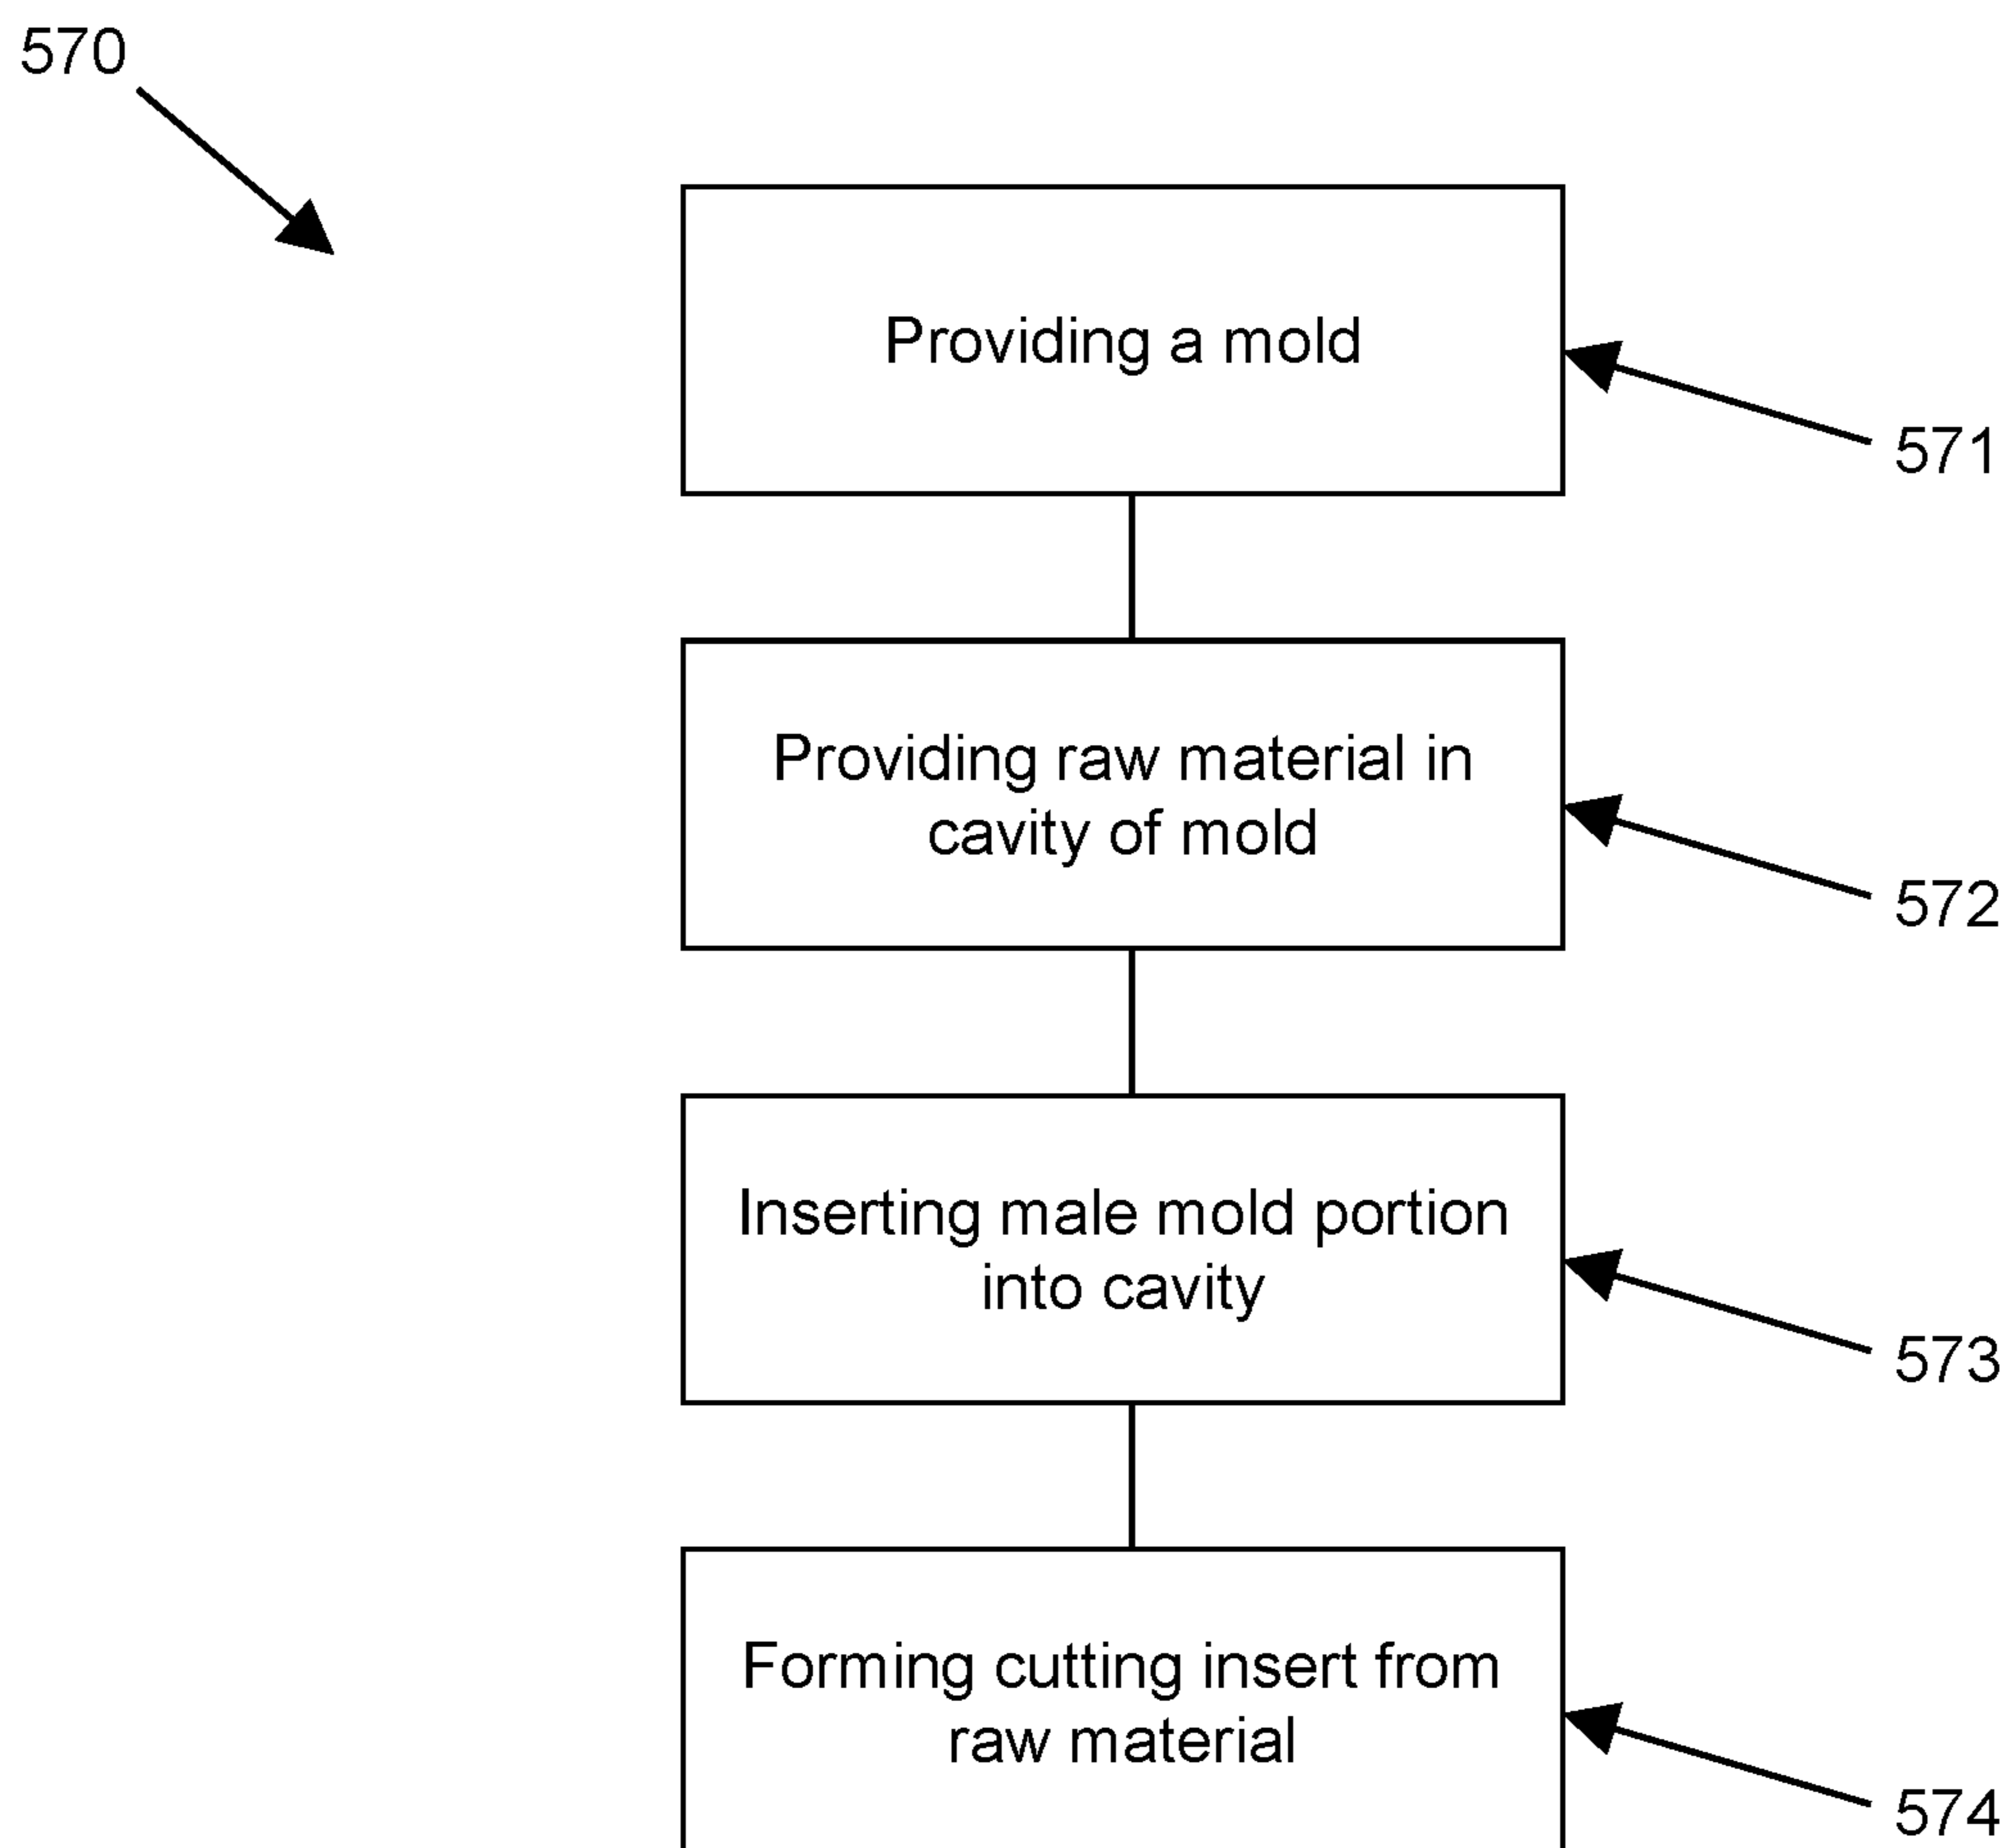 570
Providing a mold
571
Providing raw material in
cavity of mold
572
Inserting male mold portion
into cavity
573
Forming cutting insert from
raw material
574